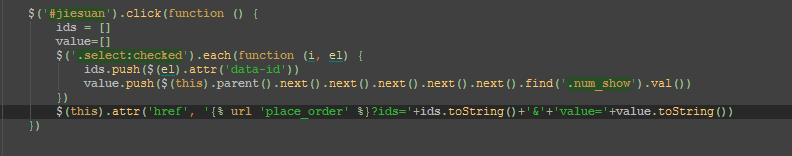 $('#jiesuan').click(function () {
ids = []
value=[]
$('.select:checked').each(function (i, el) {
ids.push($(el).attr('data-id'))
value.push($(this).parent().next().next().next().next().next().find('.num_show').val())
})
$(this).attr('href', '{% url 'place_order' %}?ids='+ids.toString()+'&'+'value='+value.toString())
})